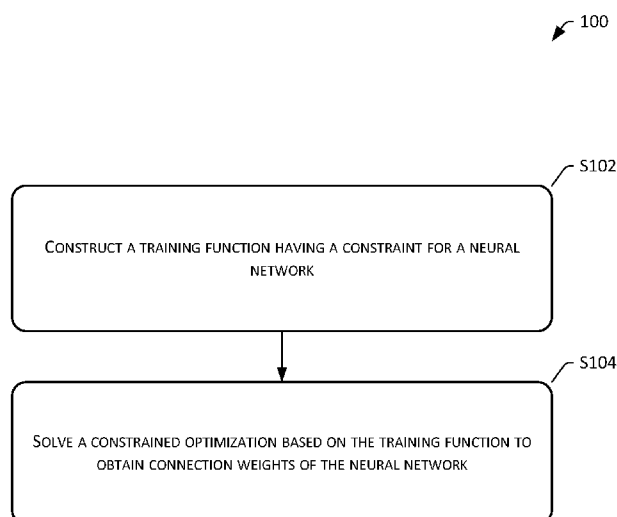 100
S102
Construct a training function having a constraint for a neural
network
S104
Solve a constrained optimization based on the training function to
obtain connection weights of the neural network